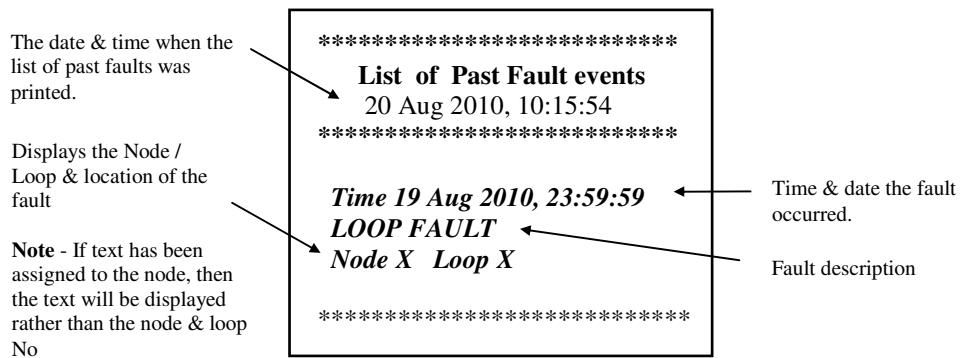 The date & time when the
list of past faults was
printed.
Displays the Node /
Loop & location of the
fault
Note - If text has been
assigned to the node, then
the text will be displayed
rather than the node & loop
No
***************************
List of Past Fault events
20 Aug 2010, 10:15:54
***************************
Time 19 Aug 2010, 23:59:59
LOOP FAULT
Node X Loop X
****************************
Time & date the fault
occurred.
Fault description